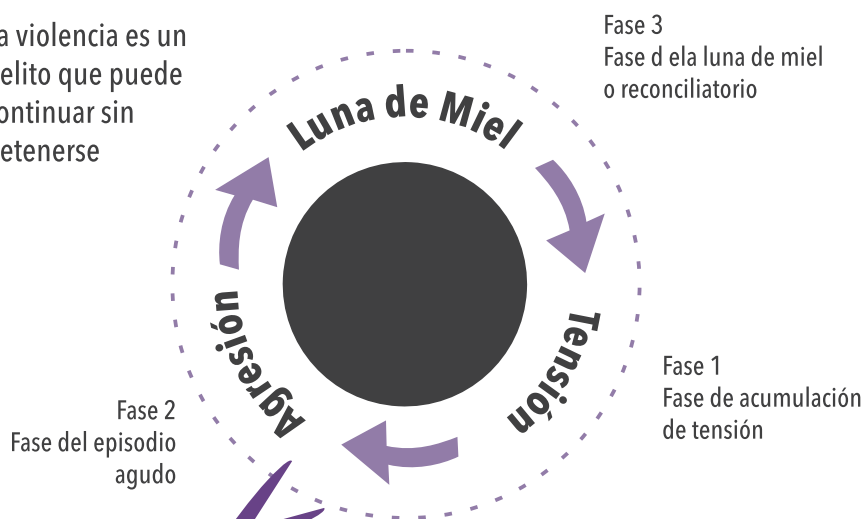 a violencia es un
elito que puede
ontinuar sin
etenerse
Fase 3
Fase d ela luna de miel
o reconciliatorio
Luna de Miel
Tensión
Agresión
Fase 1
Fase de acumulación
de tensión
Fase 2
Fase del episodio
agudo